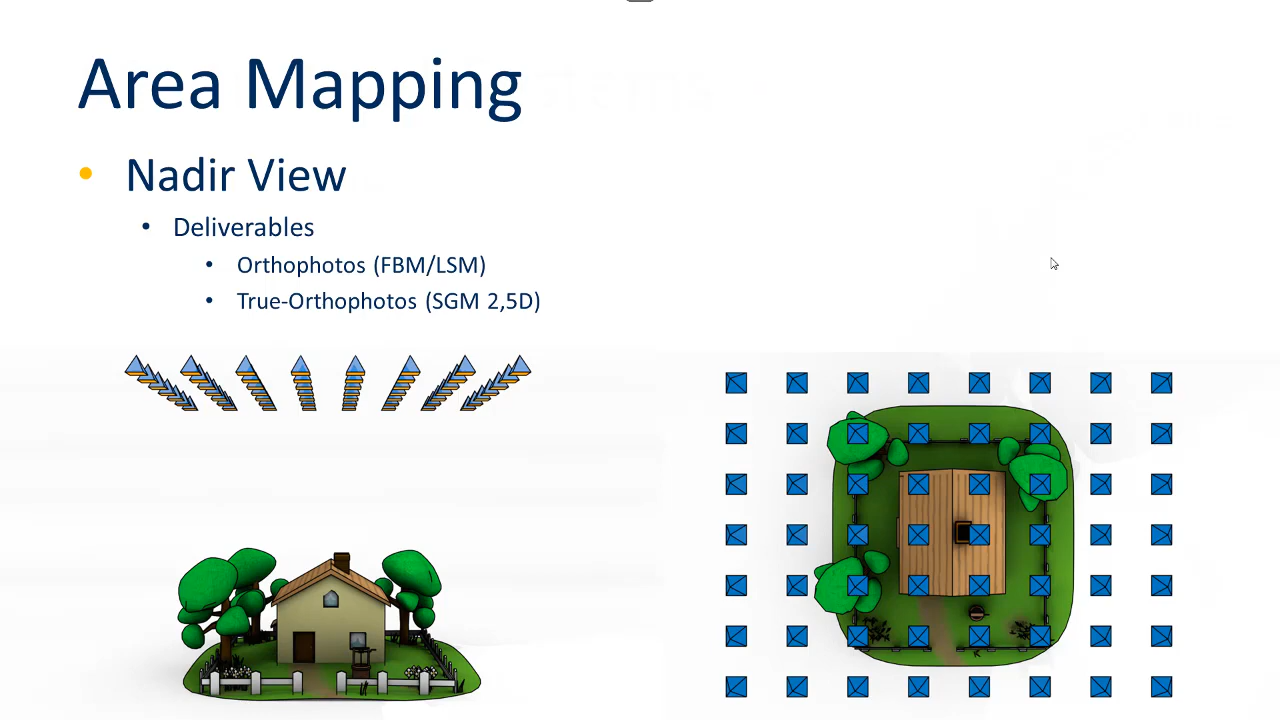 Area Mapping
• Nadir View
• Deliverables
• Orthophotos (FBM/LSM)
• True-Orthophotos (SGM 2,5D)